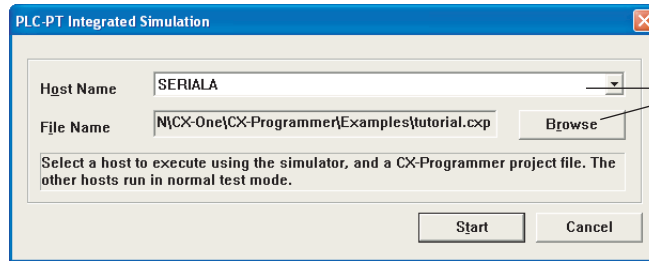 PLC-PT Integrated Simulation
Host Name SERIALA
File Name N\CX-One\CX-Programmer\Examples\tutorial.cxp Browse
Select a host to execute using the simulator, and a CX-Programmer project file. The
other hosts run in normal test mode.
Start Cancel